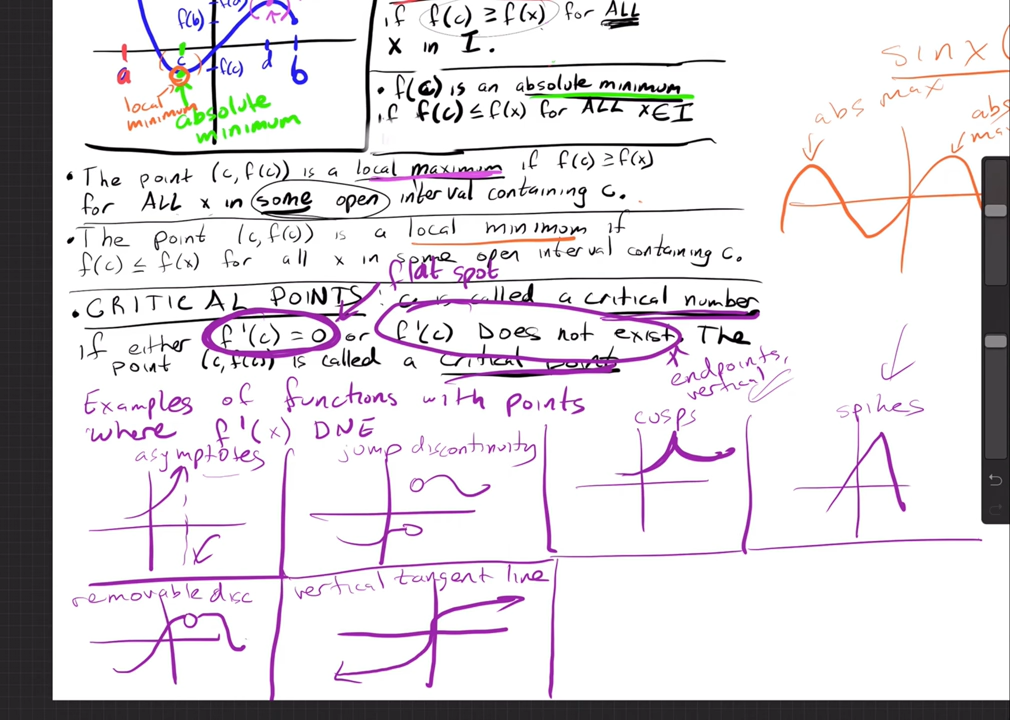 f(b)
f(c)
a
c
d
b
local
minimum
absolute
minimum
if f(c) ≥ f(x) for ALL
x in I.
• f(c) is an absolute minimum
if f(c) ≤ f(x) for ALL x∈I
sinx (
abs max
abs
max
• The point (c, f(c)) is a local maximum if f(c) ≥ f(x)
for ALL x in some open interval containing c.
• The point (c, f(c)) is a local minimum if
f(c) ≤ f(x) for all x in some open interval containing c.
flat spot
• CRITICAL POINTS: c is called a critical number
if either f'(c) = 0 or f'(c) Does not exist. The
point (c, f(c)) is called a critical point
endpoints,
vertical
Examples of functions with points
where f'(x) DNE
asymptotes
jump discontinuity
cusps
spikes
removable disc
vertical tangent line